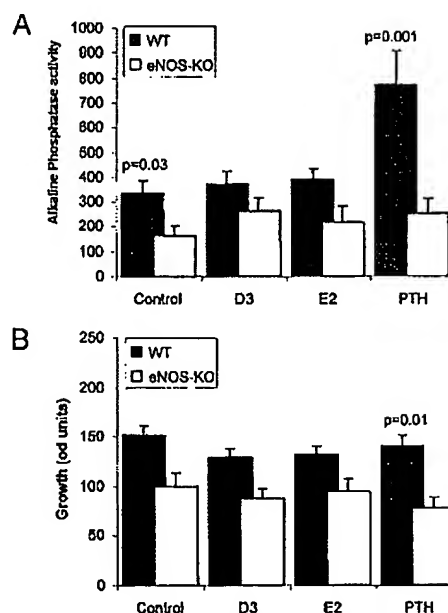 A
WT
eNOS-KO
p=0.001
p=0.03
Alkaline Phosphatase activity
1000
900
800
700
600
500
400
300
200
100
0
Control D3 E2 PTH
B
WT
eNOS-KO
p=0.01
Growth (od units)
250
200
150
100
50
0
Control D3 E2 PTH